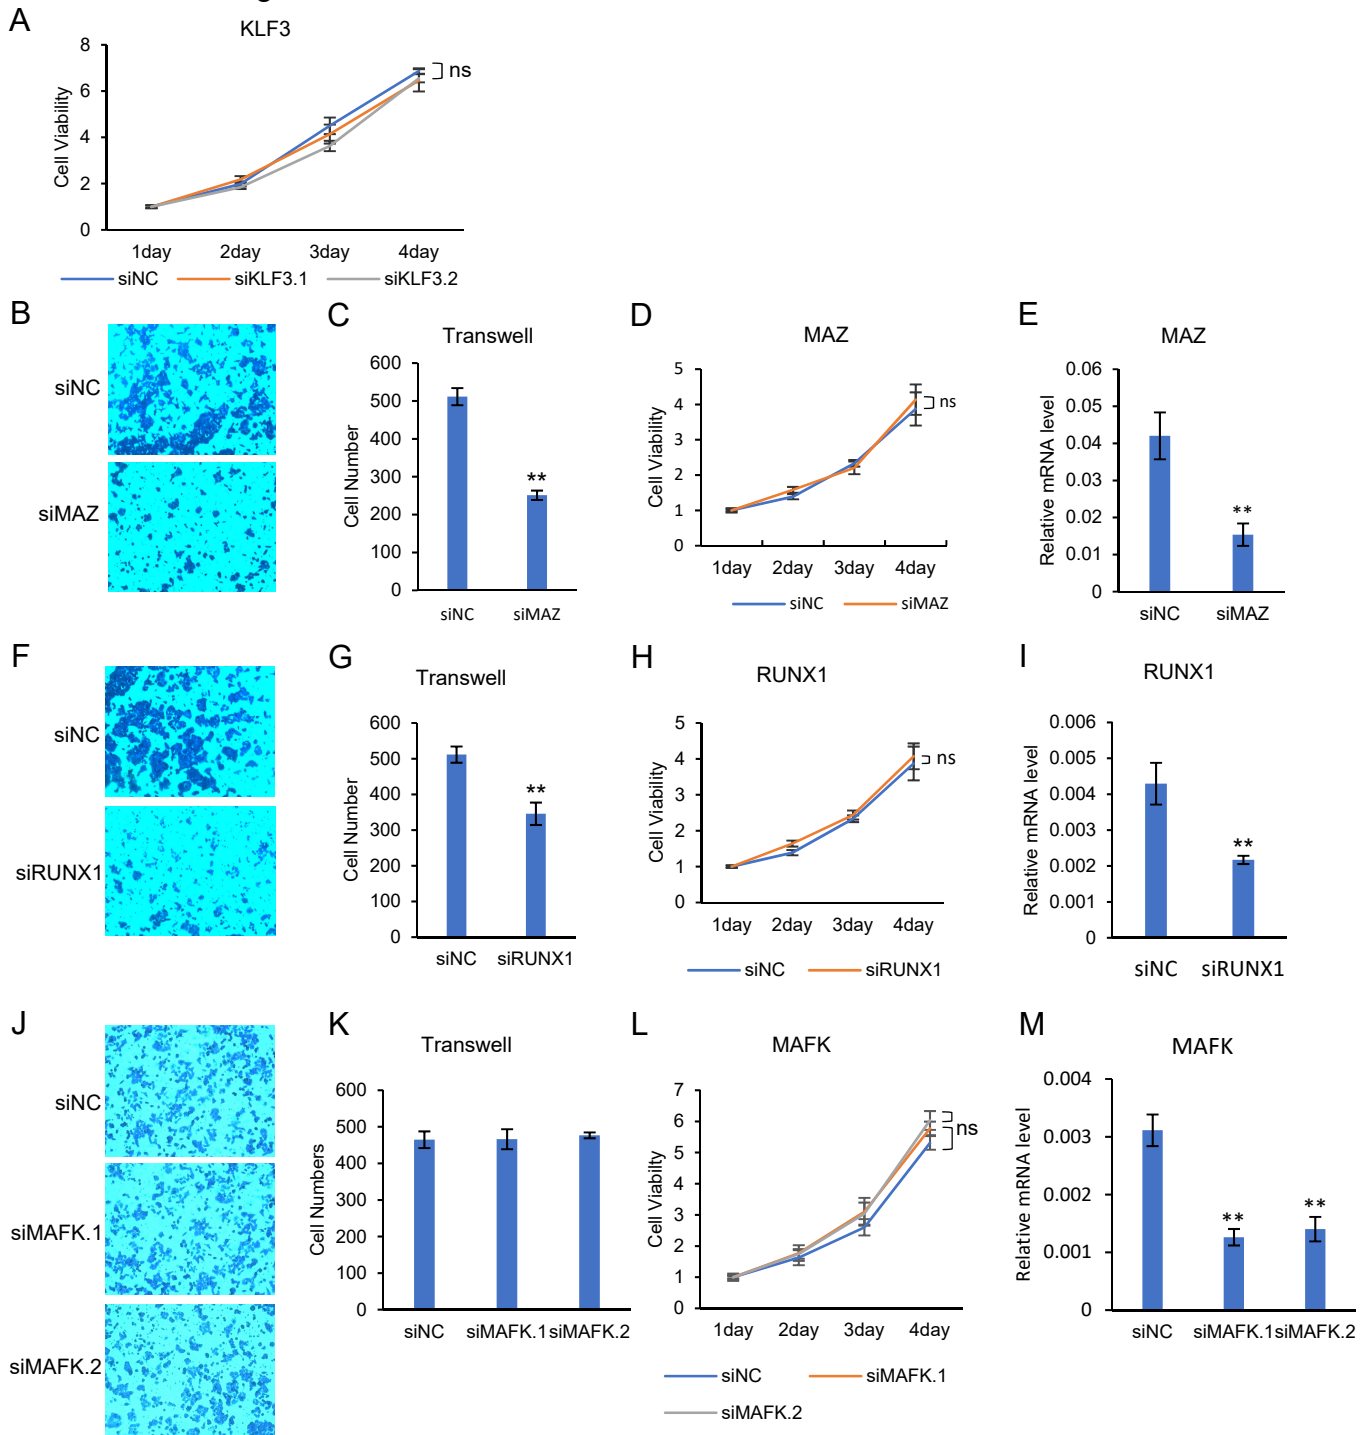 A
KLF3
8
6
4
2
0
Cell Viability
ns
1day 2day 3day 4day
siNC siKLF3.1 siKLF3.2
B
siNC
siMAZ
C
Transwell
600
500
400
300
200
100
0
Cell Number
**
siNC siMAZ
D
MAZ
5
4
3
2
1
0
Cell Viability
ns
1day 2day 3day 4day
siNC siMAZ
E
MAZ
0.06
0.05
0.04
0.03
0.02
0.01
0
Relative mRNA level
**
siNC siMAZ
F
siNC
siRUNX1
G
Transwell
600
500
400
300
200
100
0
Cell Number
**
siNC siRUNX1
H
RUNX1
5
4
3
2
1
0
Cell Viability
ns
1day 2day 3day 4day
siNC siRUNX1
I
RUNX1
0.006
0.005
0.004
0.003
0.002
0.001
0
Relative mRNA level
**
siNC siRUNX1
J
siNC
siMAFK.1
siMAFK.2
K
Transwell
600
500
400
300
200
100
0
Cell Numbers
siNC siMAFK.1 siMAFK.2
L
MAFK
7
6
5
4
3
2
1
0
Cell Viability
ns
1day 2day 3day 4day
siNC siMAFK.1
siMAFK.2
M
MAFK
0.004
0.003
0.002
0.001
0
Relative mRNA level
** **
siNC siMAFK.1 siMAFK.2